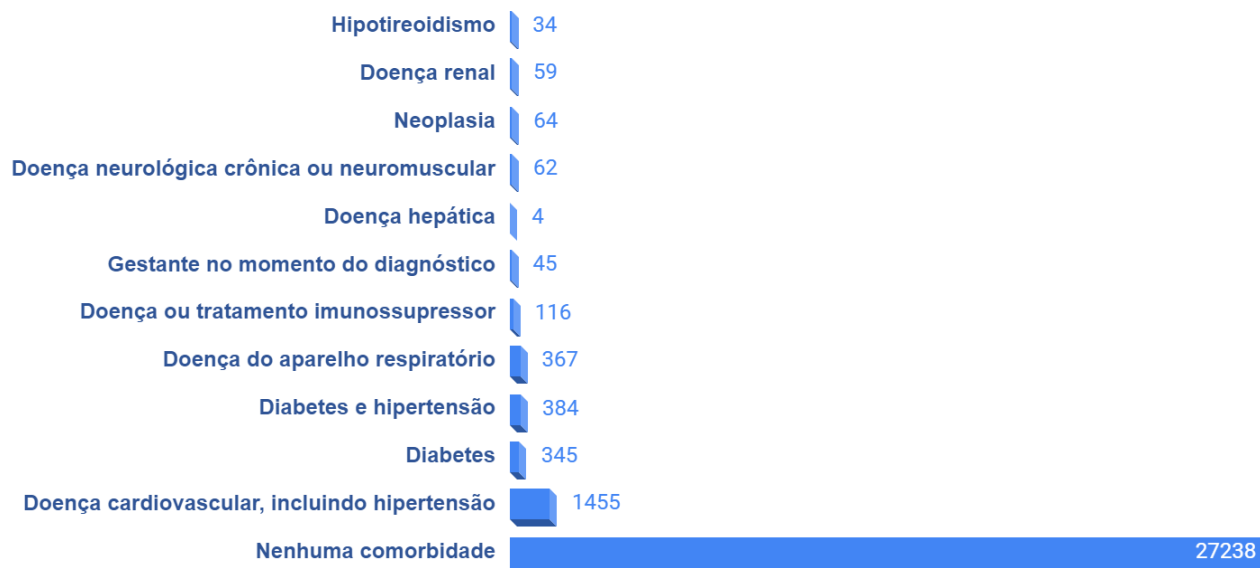 Hipotireoidismo 34
Doença renal 59
Neoplasia 64
Doença neurológica crônica ou neuromuscular 62
Doença hepática 4
Gestante no momento do diagnóstico 45
Doença ou tratamento imunossupressor 116
Doença do aparelho respiratório 367
Diabetes e hipertensão 384
Diabetes 345
Doença cardiovascular, incluindo hipertensão 1455
Nenhuma comorbidade 27238